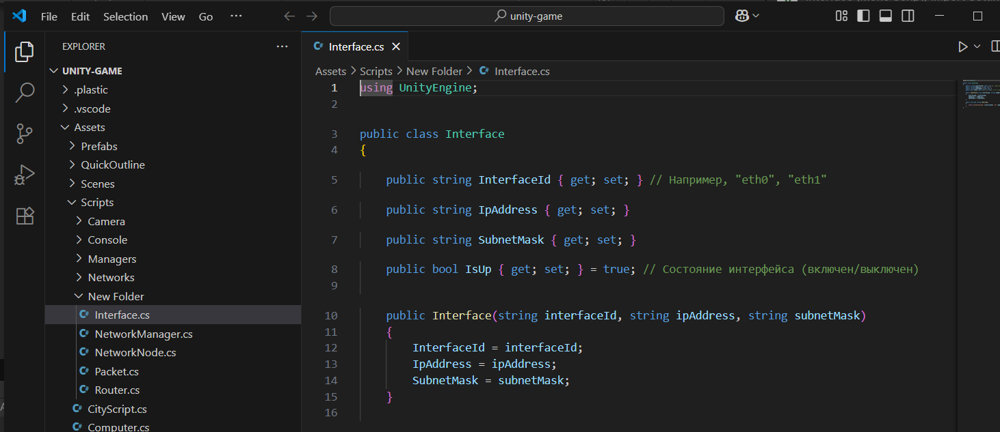 File Edit Selection View Go ··· unity-game
EXPLORER ···
UNITY-GAME
.plastic
.vscode
Assets
Prefabs
QuickOutline
Scenes
Scripts
Camera
Console
Managers
Networks
New Folder
Interface.cs
NetworkManager.cs
NetworkNode.cs
Packet.cs
Router.cs
CityScript.cs
Computer.cs
C# Interface.cs
Assets > Scripts > New Folder > C# Interface.cs
1 using UnityEngine;
2
3 public class Interface
4 {
5 public string InterfaceId { get; set; } // Например, "eth0", "eth1"
6 public string IpAddress { get; set; }
7 public string SubnetMask { get; set; }
8 public bool IsUp { get; set; } = true; // Состояние интерфейса (включен/выключен)
9
10 public Interface(string interfaceId, string ipAddress, string subnetMask)
11 {
12 InterfaceId = interfaceId;
13 IpAddress = ipAddress;
14 SubnetMask = subnetMask;
15 }
16